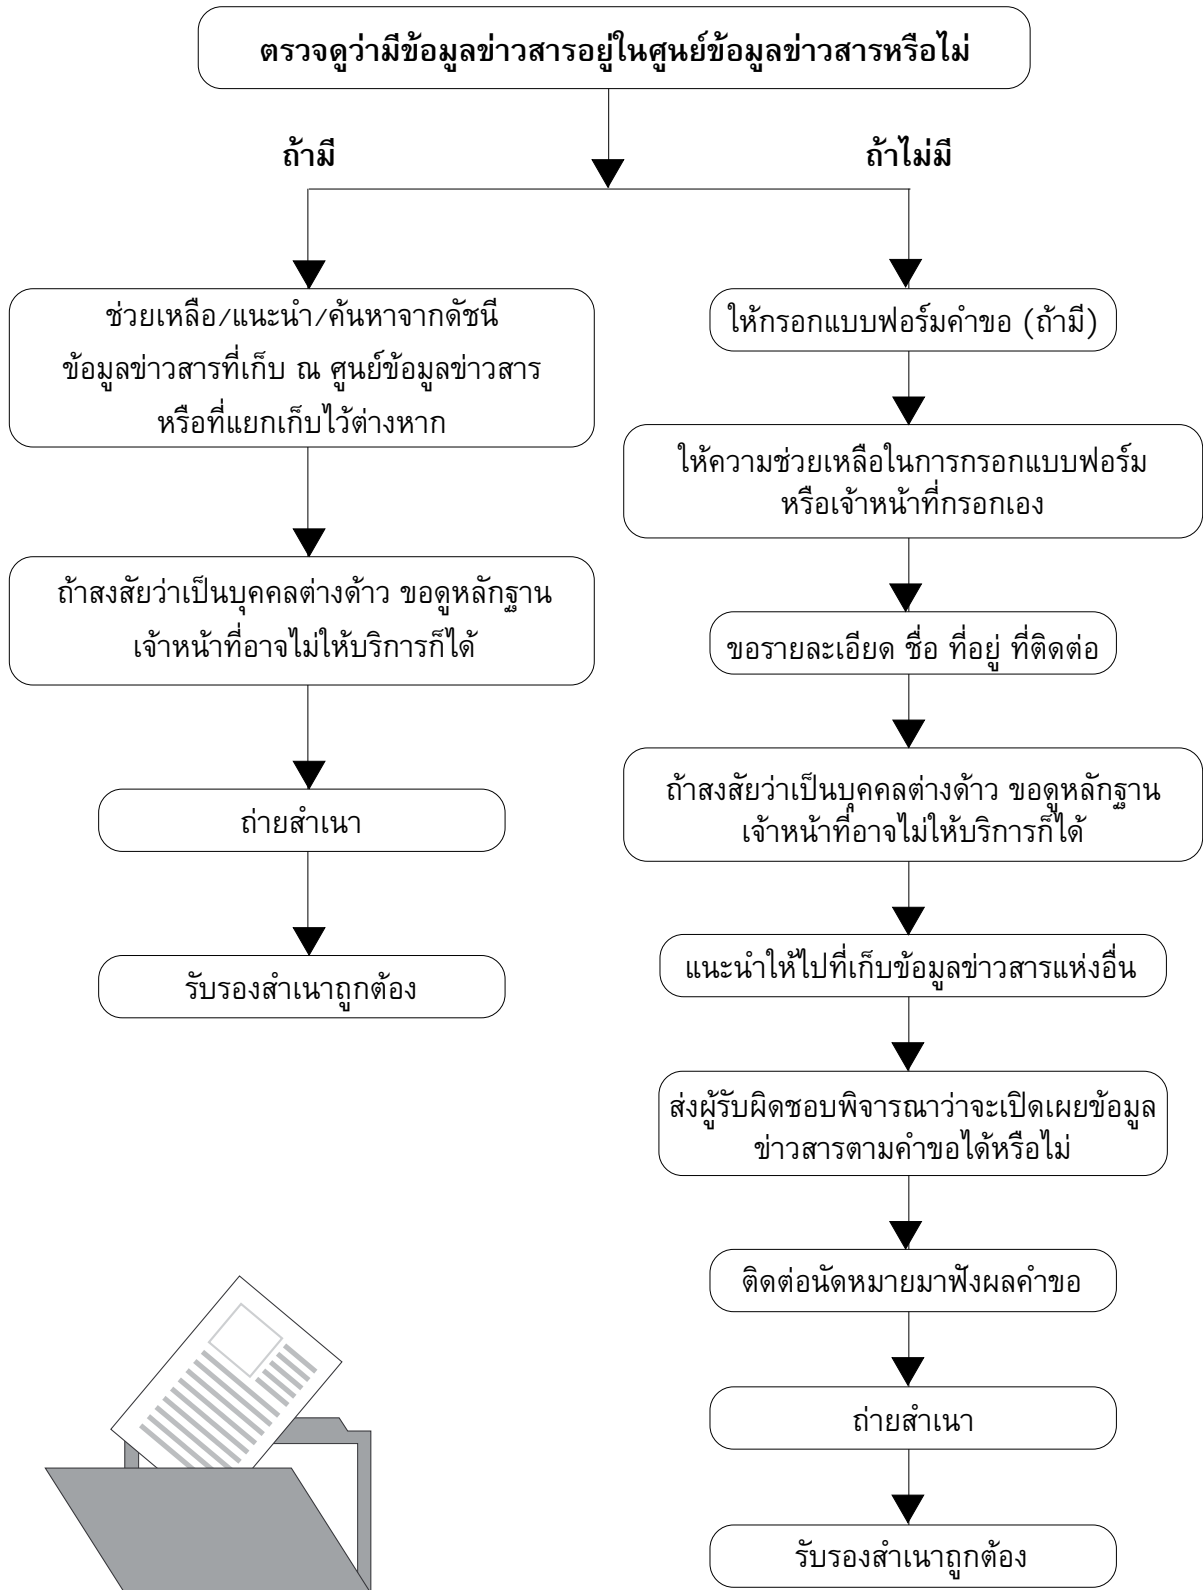 ตรวจดูว่ามีข้อมูลข่าวสารอยู่ในศูนย์ข้อมูลข่าวสารหรือไม่
ถ้ามี
ถ้าไม่มี
ช่วยเหลือ/แนะนำ/ค้นหาจากดัชนี
ข้อมูลข่าวสารที่เก็บ ณ ศูนย์ข้อมูลข่าวสาร
หรือที่แยกเก็บไว้ต่างหาก
ถ้าสงสัยว่าเป็นบุคคลต่างด้าว ขอดูหลักฐาน
เจ้าหน้าที่อาจไม่ให้บริการก็ได้
ถ่ายสำเนา
รับรองสำเนาถูกต้อง
ให้กรอกแบบฟอร์มคำขอ (ถ้ามี)
ให้ความช่วยเหลือในการกรอกแบบฟอร์ม
หรือเจ้าหน้าที่กรอกเอง
ขอรายละเอียด ชื่อ ที่อยู่ ที่ติดต่อ
ถ้าสงสัยว่าเป็นบุคคลต่างด้าว ขอดูหลักฐาน
เจ้าหน้าที่อาจไม่ให้บริการก็ได้
แนะนำให้ไปที่เก็บข้อมูลข่าวสารแห่งอื่น
ส่งผู้รับผิดชอบพิจารณาว่าจะเปิดเผยข้อมูล
ข่าวสารตามคำขอได้หรือไม่
ติดต่อนัดหมายมาฟังผลคำขอ
ถ่ายสำเนา
รับรองสำเนาถูกต้อง